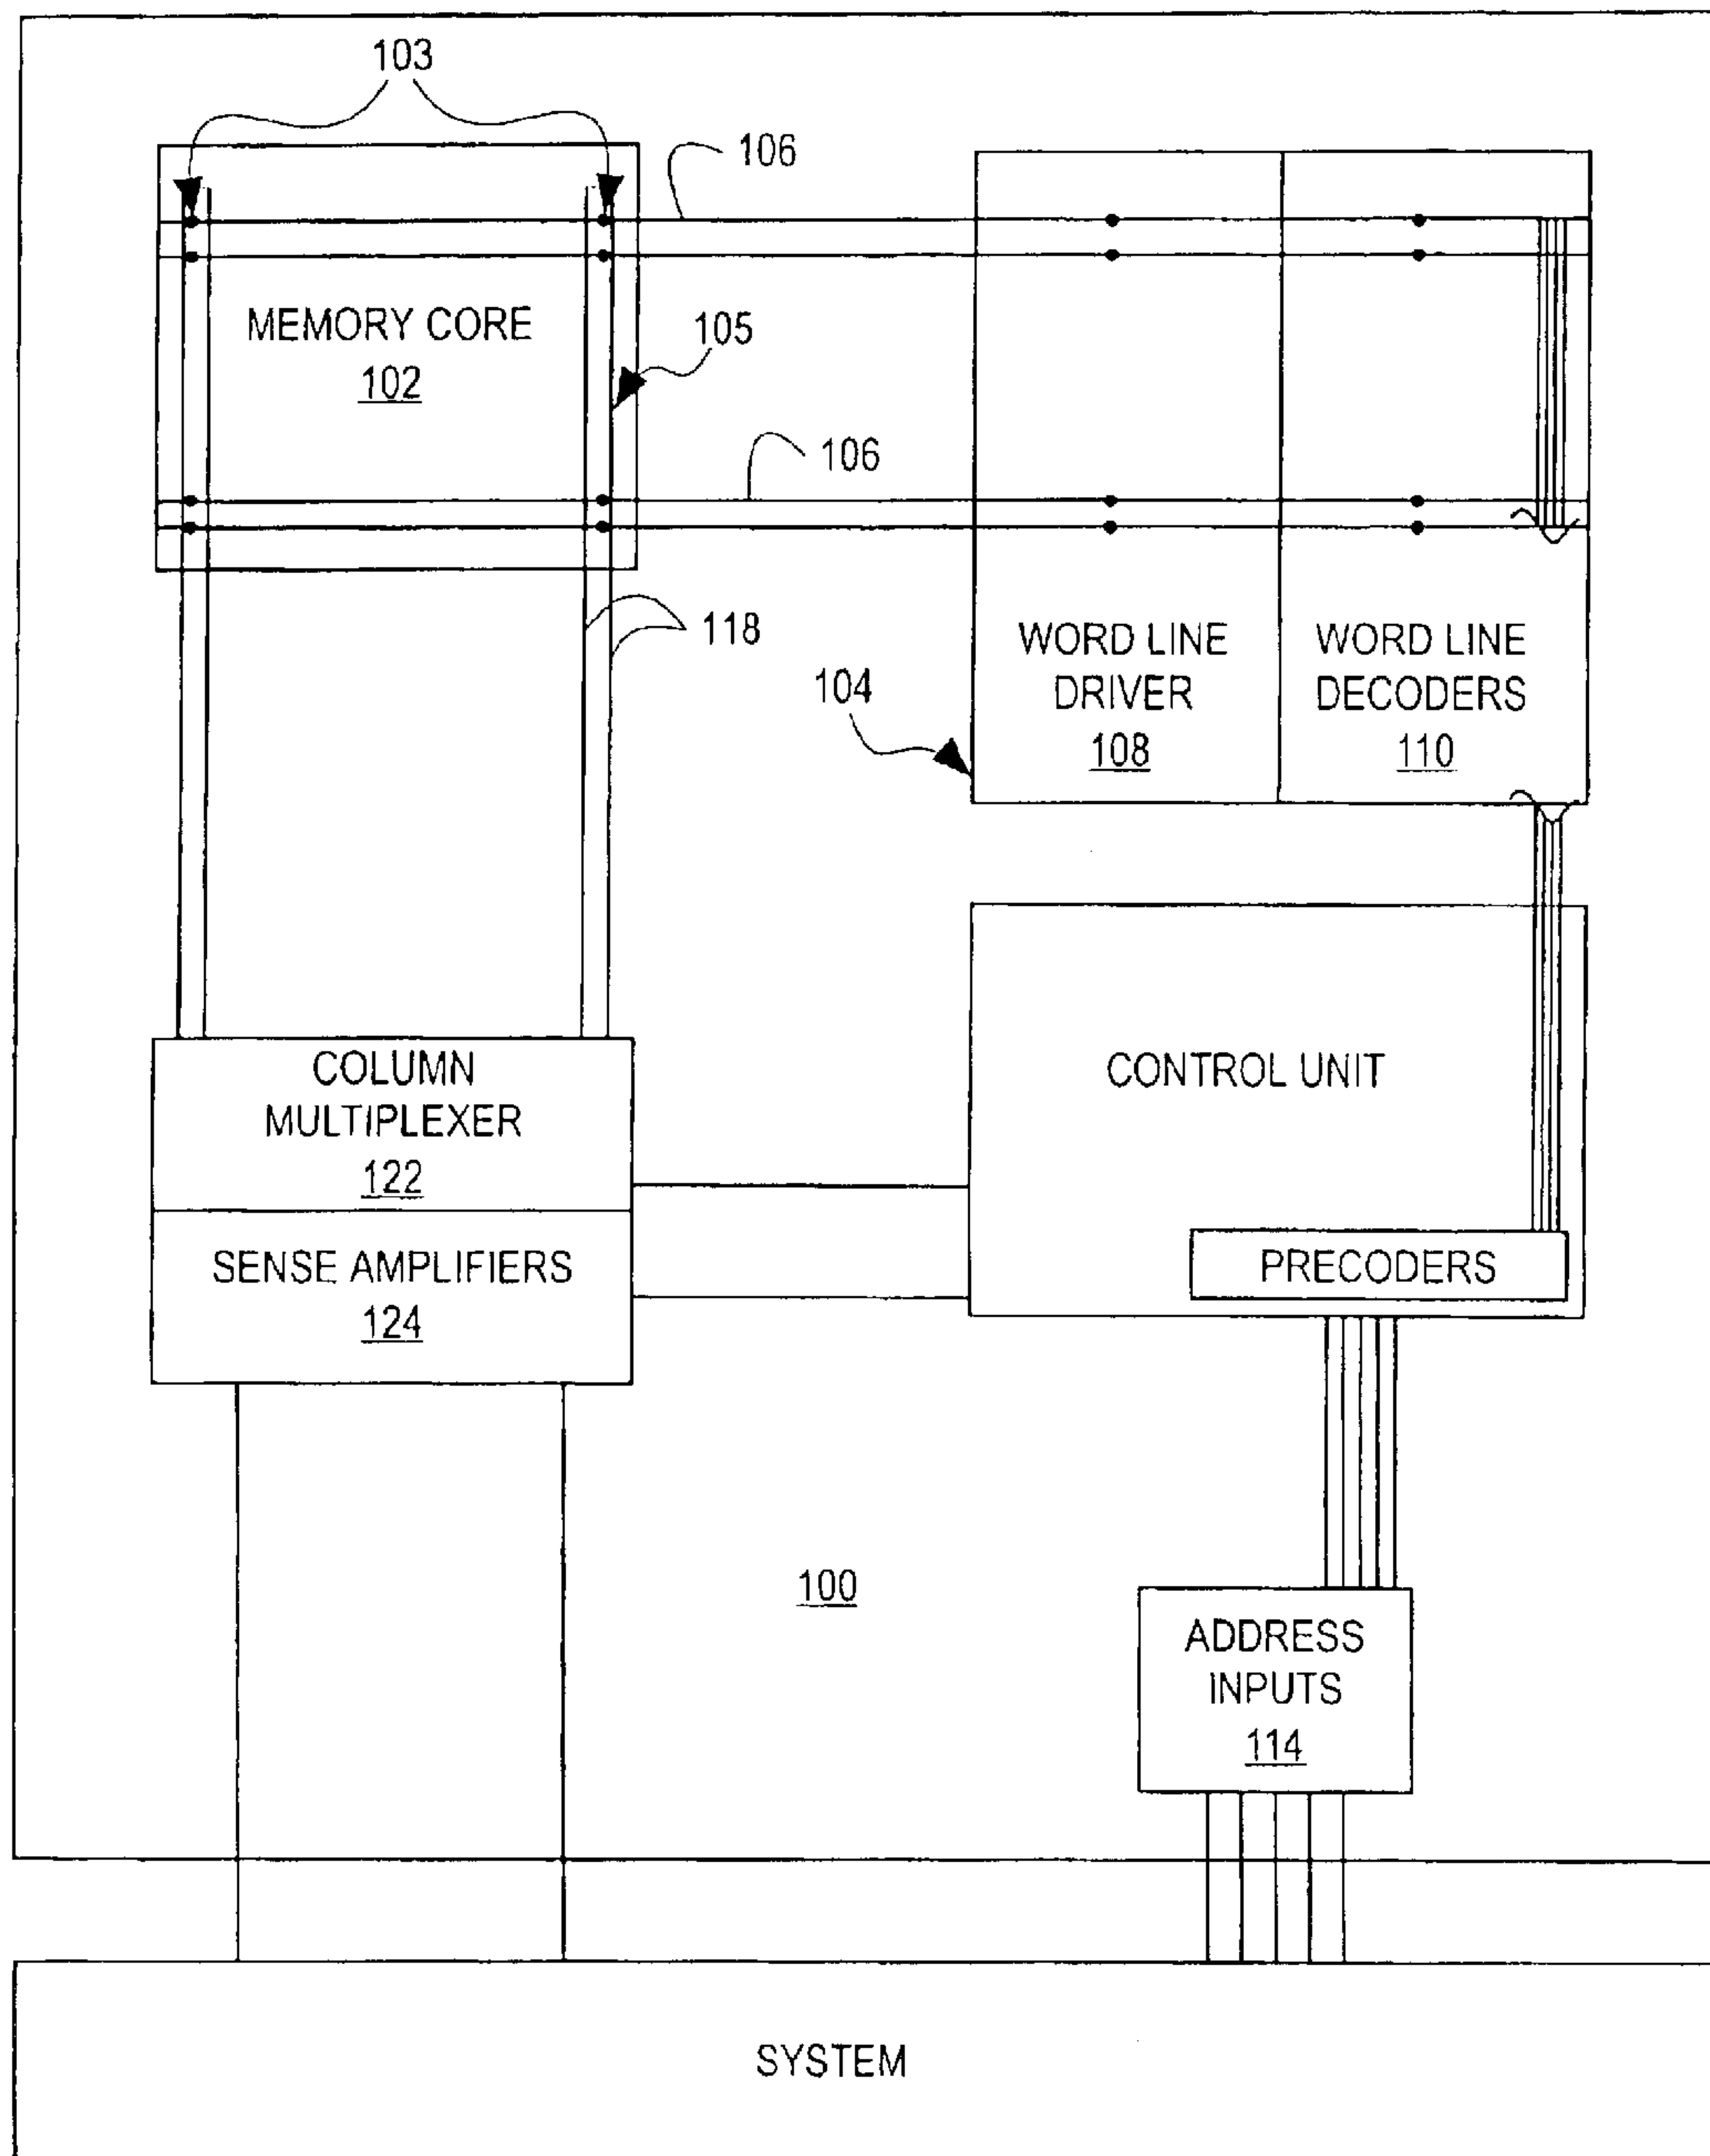 103
106
MEMORY CORE
102
105
106
118
104
WORD LINE
DRIVER
108
WORD LINE
DECODERS
110
COLUMN
MULTIPLEXER
122
SENSE AMPLIFIERS
124
CONTROL UNIT
PRECODERS
100
ADDRESS
INPUTS
114
SYSTEM